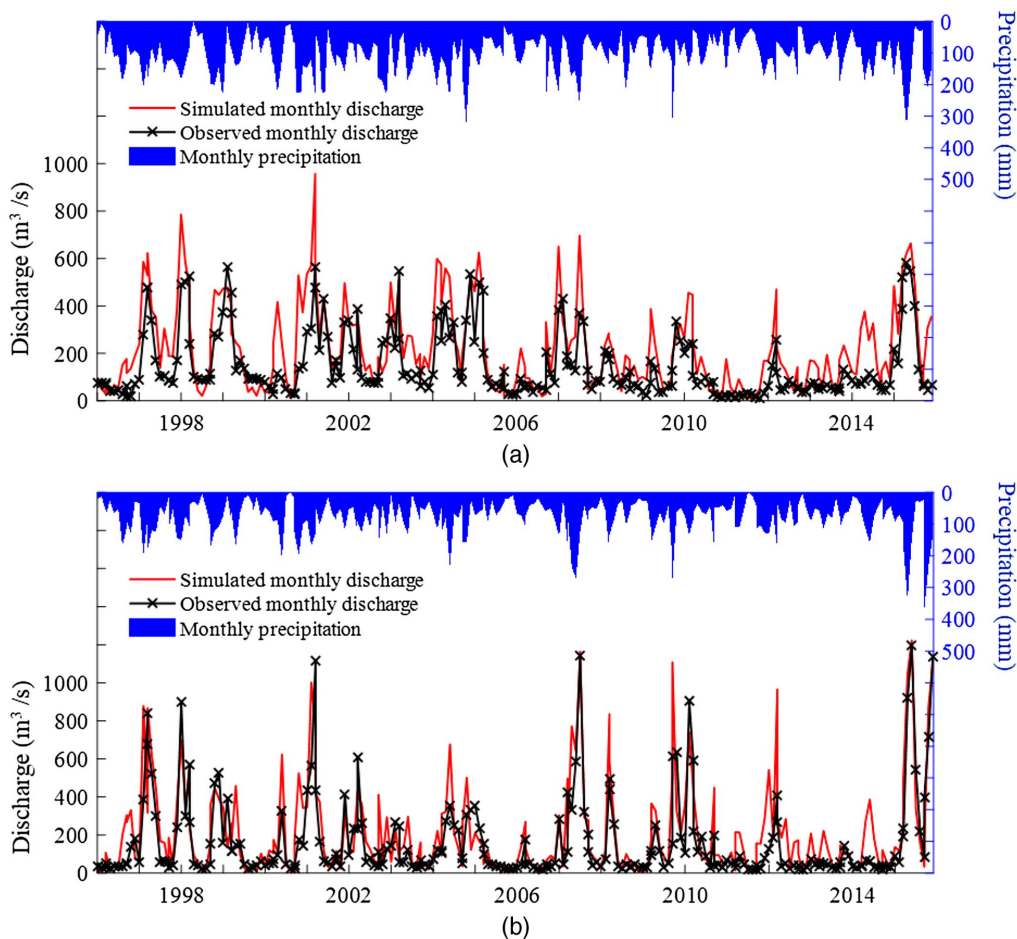 0
100
200
300
400
500
Precipitation (mm)
Simulated monthly discharge
Observed monthly discharge
Monthly precipitation
1000
800
600
400
200
0
Discharge (m³ /s)
1998
2002
2006
2010
2014
(a)
0
100
200
300
400
500
Precipitation (mm)
Simulated monthly discharge
Observed monthly discharge
Monthly precipitation
1000
800
600
400
200
0
Discharge (m³ /s)
1998
2002
2006
2010
2014
(b)